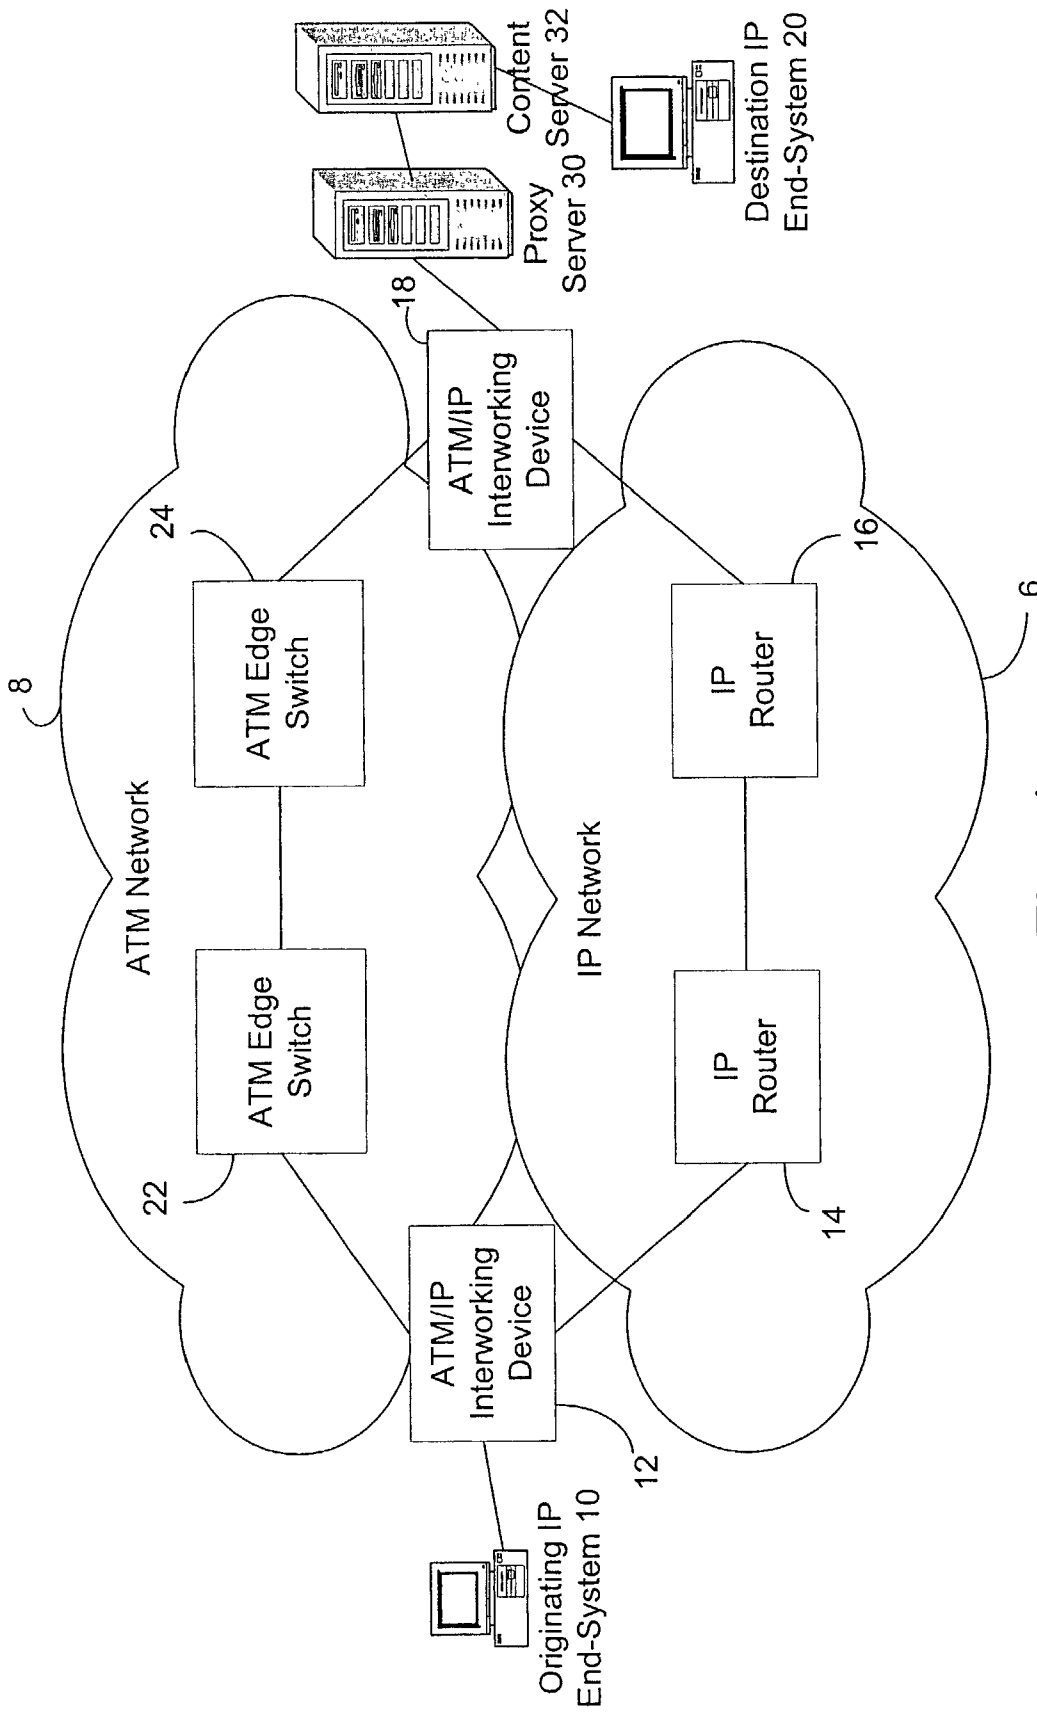 8
ATM Network
22
ATM Edge
Switch
24
ATM Edge
Switch
Originating IP
End-System 10
12
ATM/IP
Interworking
Device
18
ATM/IP
Interworking
Device
Proxy
Server 30
Content
Server 32
Destination IP
End-System 20
IP Network
14
IP
Router
16
IP
Router
6